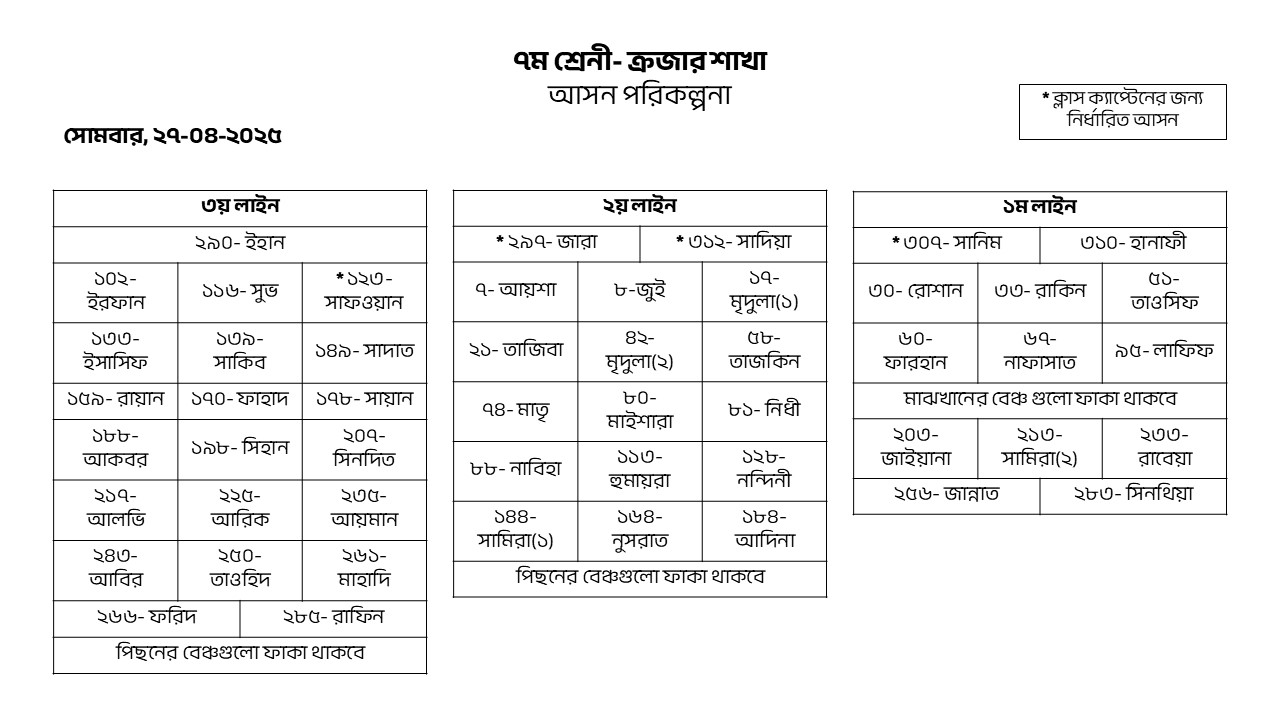 ৭ম শ্রেনী- ক্রজার শাখা
আসন পরিকল্পনা
* ক্লাস ক্যাপ্টেনের জন্য
নির্ধারিত আসন
সোমবার, ২৭-০৪-২০২৫
৩য় লাইন
২৯০- ইহান
১০২-
ইরফান
১১৬- সুভ
* ১২৩-
সাফওয়ান
১৩৩-
ইসাসিফ
১৩৯-
সাকিব
১৪৯- সাদাত
১৫৯- রায়ান
১৭০- ফাহাদ
১৭৮- সায়ান
১৮৮-
আকবর
১৯৮- সিহান
২০৭-
সিনদিত
২১৭-
আলভি
২২৫-
আরিক
২৩৫-
আয়মান
২৪৩-
আবির
২৫০-
তাওহিদ
২৬১-
মাহাদি
২৬৬- ফরিদ
২৮৫- রাফিন
পিছনের বেঞ্চগুলো ফাকা থাকবে
২য় লাইন
* ২৯৭- জারা
* ৩১২- সাদিয়া
৭- আয়শা
৮-জুই
১৭-
মৃদুলা(১)
২১- তাজিবা
৪২-
মৃদুলা(২)
৫৮-
তাজকিন
৭৪- মাতৃ
৮০-
মাইশারা
৮১- নিধী
৮৮- নাবিহা
১১৩-
হুমায়রা
১২৮-
নন্দিনী
১৪৪-
সামিরা(১)
১৬৪-
নুসরাত
১৮৪-
আদিনা
পিছনের বেঞ্চগুলো ফাকা থাকবে
১ম লাইন
* ৩০৭- সানিম
৩১০- হানাফী
৩০- রোশান
৩৩- রাকিন
৫১-
তাওসিফ
৬০-
ফারহান
৬৭-
নাফাসাত
৯৫- লাফিফ
মাঝখানের বেঞ্চ গুলো ফাকা থাকবে
২০৩-
জাইয়ানা
২১৩-
সামিরা(২)
২৩৩-
রাবেয়া
২৫৬- জান্নাত
২৮৩- সিনথিয়া